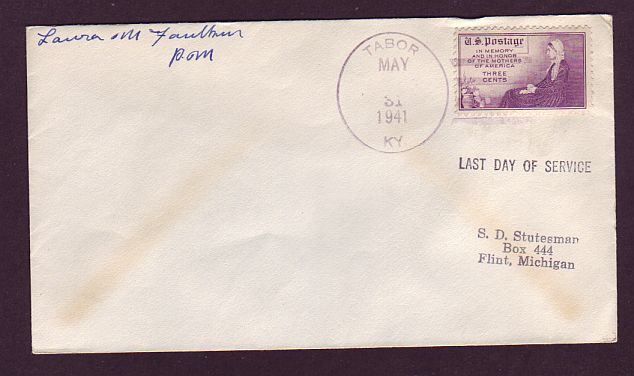 Laura M Faulkner
P.M
TABOR
MAY
31
1941
KY
U.S. Postage
IN MEMORY
AND IN HONOR
OF THE MOTHERS
OF AMERICA
THREE
CENTS
LAST DAY OF SERVICE
S. D. Stutesman
Box 444
Flint, Michigan